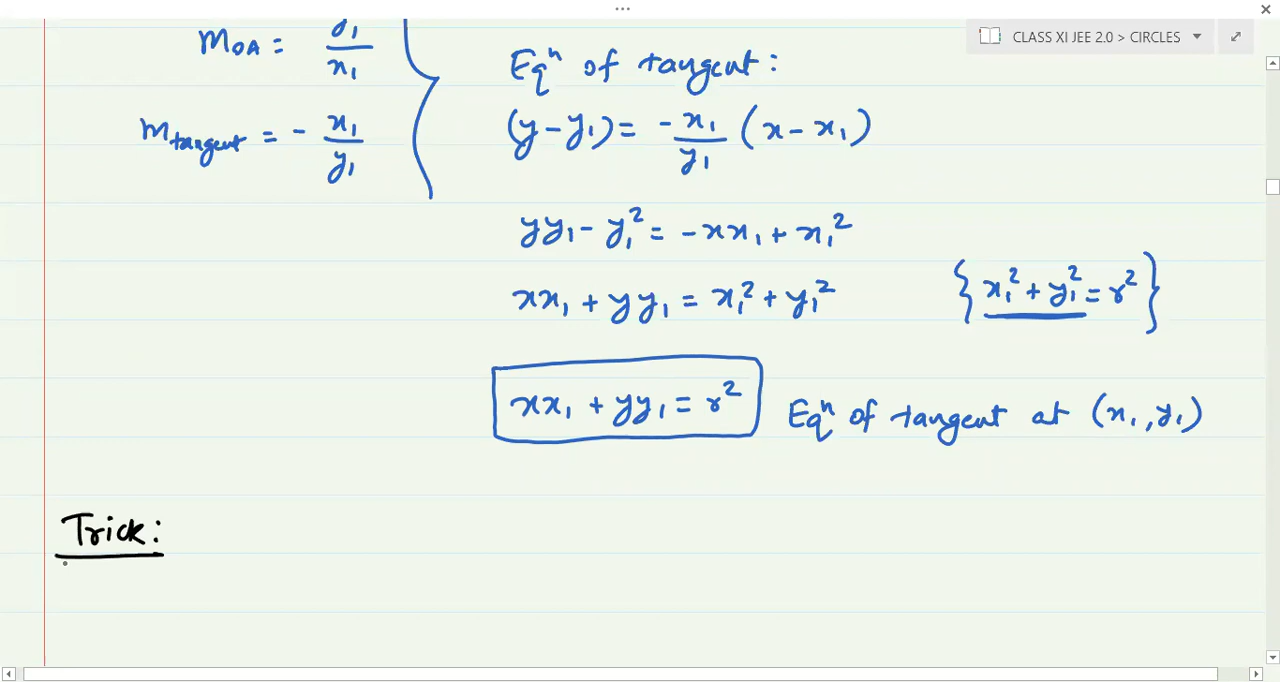 CLASS XI JEE 2.0 > CIRCLES
m_OA = y₁/x₁
m_tangent = - x₁/y₁
Eqⁿ of tangent:
(y-y₁) = -x₁/y₁ (x-x₁)
yy₁ - y₁² = -xx₁ + x₁²
xx₁ + yy₁ = x₁² + y₁² {x₁² + y₁² = r²}
xx₁ + yy₁ = r² Eqⁿ of tangent at (x₁, y₁)
Trick: